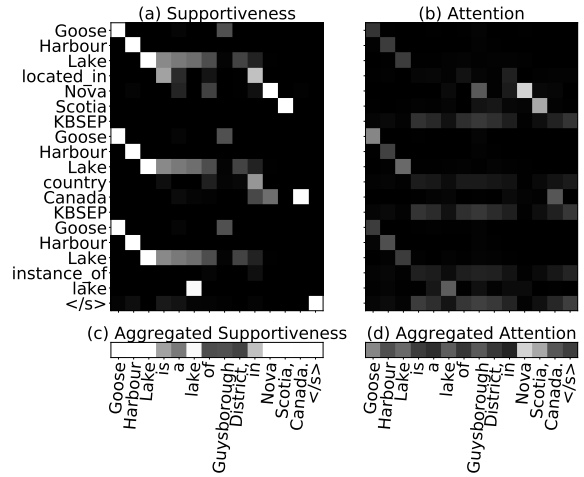 (a) Supportiveness
(b) Attention
Goose
Harbour
Lake
located_in
Nova
Scotia
KBSEP
Goose
Harbour
Lake
country
Canada
KBSEP
Goose
Harbour
Lake
instance_of
lake
</s>
(c) Aggregated Supportiveness
(d) Aggregated Attention
Goose
Harbour
Lake
is
a
lake
of
Guysborough
District,
in
Nova
Scotia,
Canada.
</s>
Goose
Harbour
Lake
is
a
lake
of
Guysborough
District,
in
Nova
Scotia,
Canada.
</s>